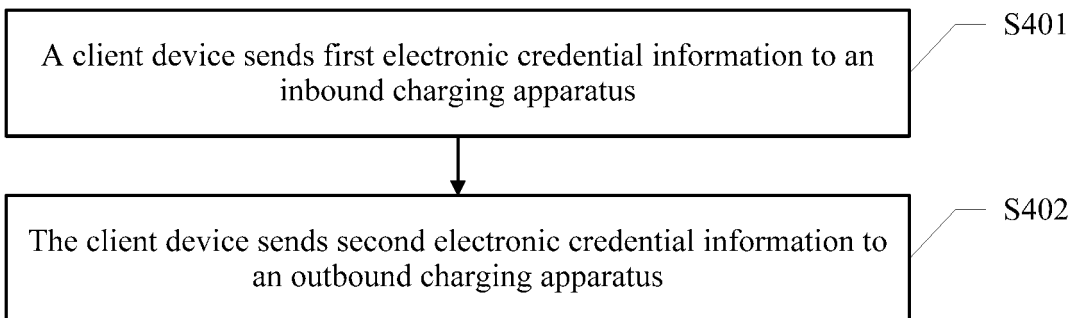 A client device sends first electronic credential information to an
inbound charging apparatus
S401
The client device sends second electronic credential information to
an outbound charging apparatus
S402